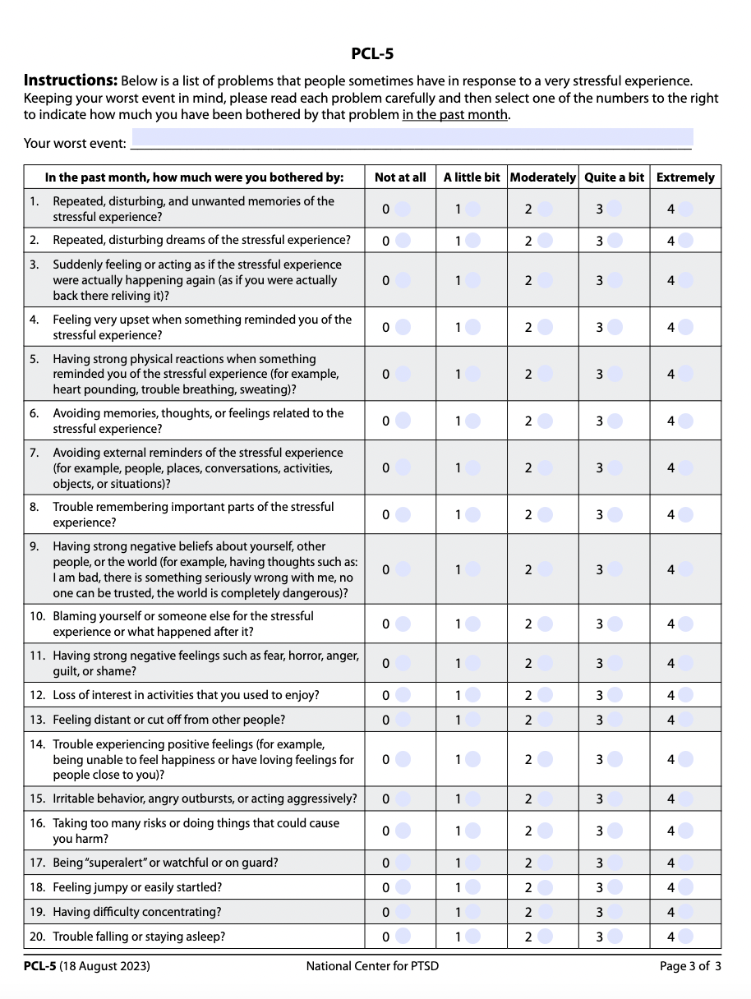 PCL-5
Instructions: Below is a list of problems that people sometimes have in response to a very stressful experience.
Keeping your worst event in mind, please read each problem carefully and then select one of the numbers to the right
to indicate how much you have been bothered by that problem in the past month.
Your worst event:
In the past month, how much were you bothered by: Not at all A little bit Moderately Quite a bit Extremely
1. Repeated, disturbing, and unwanted memories of the
stressful experience? 0 1 2 3 4
2. Repeated, disturbing dreams of the stressful experience? 0 1 2 3 4
3. Suddenly feeling or acting as if the stressful experience
were actually happening again (as if you were actually
back there reliving it)? 0 1 2 3 4
4. Feeling very upset when something reminded you of the
stressful experience? 0 1 2 3 4
5. Having strong physical reactions when something
reminded you of the stressful experience (for example,
heart pounding, trouble breathing, sweating)? 0 1 2 3 4
6. Avoiding memories, thoughts, or feelings related to the
stressful experience? 0 1 2 3 4
7. Avoiding external reminders of the stressful experience
(for example, people, places, conversations, activities,
objects, or situations)? 0 1 2 3 4
8. Trouble remembering important parts of the stressful
experience? 0 1 2 3 4
9. Having strong negative beliefs about yourself, other
people, or the world (for example, having thoughts such as:
I am bad, there is something seriously wrong with me, no
one can be trusted, the world is completely dangerous)? 0 1 2 3 4
10. Blaming yourself or someone else for the stressful
experience or what happened after it? 0 1 2 3 4
11. Having strong negative feelings such as fear, horror, anger,
guilt, or shame? 0 1 2 3 4
12. Loss of interest in activities that you used to enjoy? 0 1 2 3 4
13. Feeling distant or cut off from other people? 0 1 2 3 4
14. Trouble experiencing positive feelings (for example,
being unable to feel happiness or have loving feelings for
people close to you)? 0 1 2 3 4
15. Irritable behavior, angry outbursts, or acting aggressively? 0 1 2 3 4
16. Taking too many risks or doing things that could cause
you harm? 0 1 2 3 4
17. Being “superalert” or watchful or on guard? 0 1 2 3 4
18. Feeling jumpy or easily startled? 0 1 2 3 4
19. Having difficulty concentrating? 0 1 2 3 4
20. Trouble falling or staying asleep? 0 1 2 3 4
PCL-5 (18 August 2023) National Center for PTSD Page 3 of 3